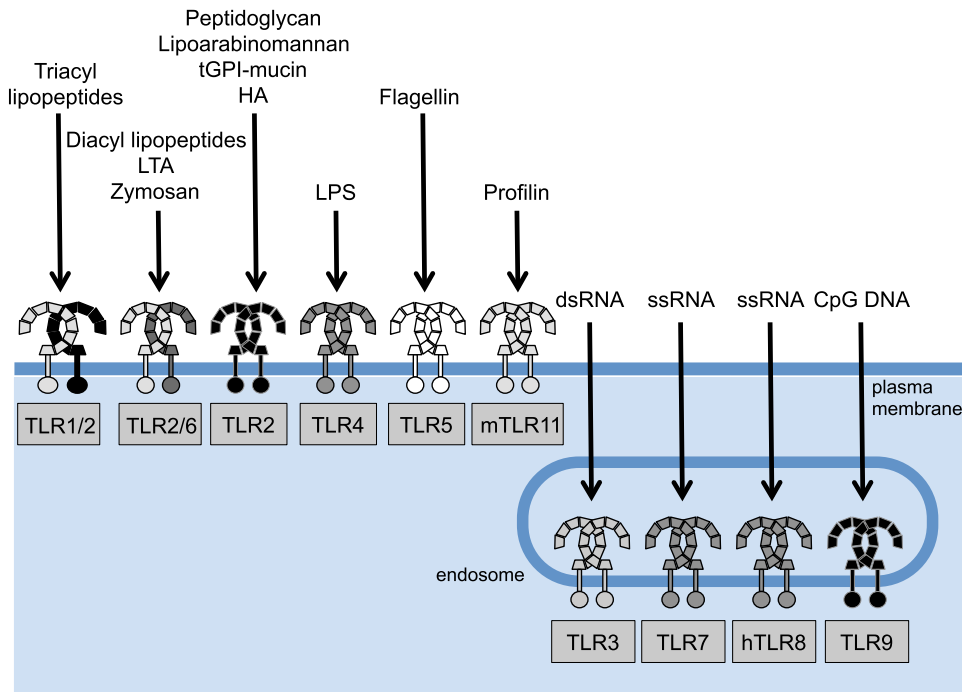 Peptidoglycan
Lipoarabinomannan
tGPI-mucin
HA
Triacyl
lipopeptides
Flagellin
Diacyl lipopeptides
LTA
Zymosan
LPS
Profilin
dsRNA
ssRNA
ssRNA
CpG DNA
plasma
membrane
TLR1/2
TLR2/6
TLR2
TLR4
TLR5
mTLR11
endosome
TLR3
TLR7
hTLR8
TLR9